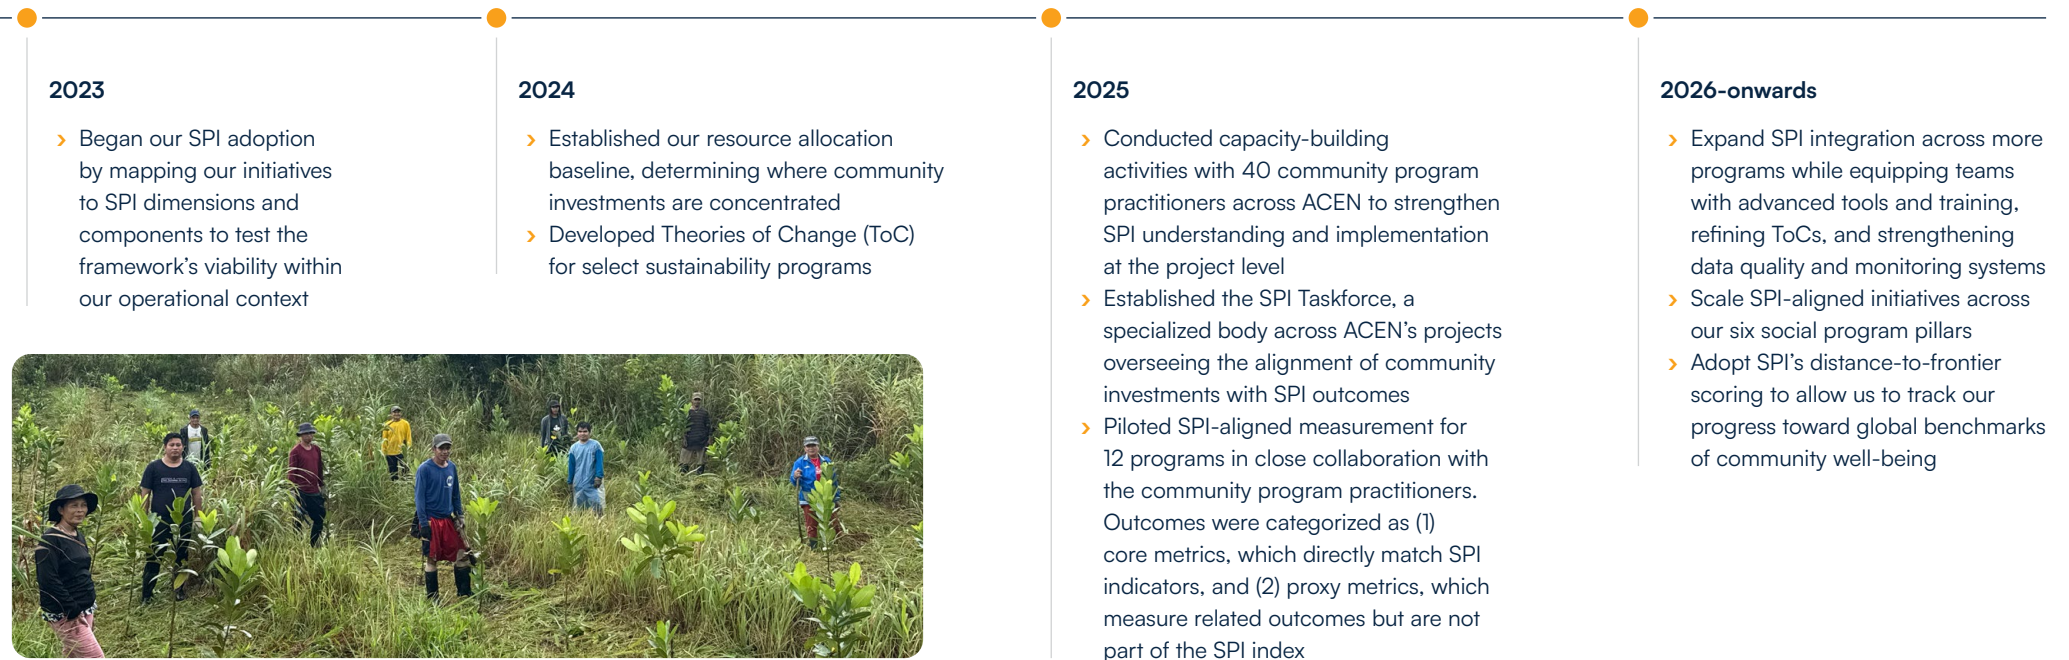 2023
› Began our SPI adoption
by mapping our initiatives
to SPI dimensions and
components to test the
framework’s viability within
our operational context
2024
› Established our resource allocation
baseline, determining where community
investments are concentrated
› Developed Theories of Change (ToC)
for select sustainability programs
2025
› Conducted capacity-building
activities with 40 community program
practitioners across ACEN to strengthen
SPI understanding and implementation
at the project level
› Established the SPI Taskforce, a
specialized body across ACEN’s projects
overseeing the alignment of community
investments with SPI outcomes
› Piloted SPI-aligned measurement for
12 programs in close collaboration with
the community program practitioners.
Outcomes were categorized as (1)
core metrics, which directly match SPI
indicators, and (2) proxy metrics, which
measure related outcomes but are not
part of the SPI index
2026-onwards
› Expand SPI integration across more
programs while equipping teams
with advanced tools and training,
refining ToCs, and strengthening
data quality and monitoring systems
› Scale SPI-aligned initiatives across
our six social program pillars
› Adopt SPI’s distance-to-frontier
scoring to allow us to track our
progress toward global benchmarks
of community well-being